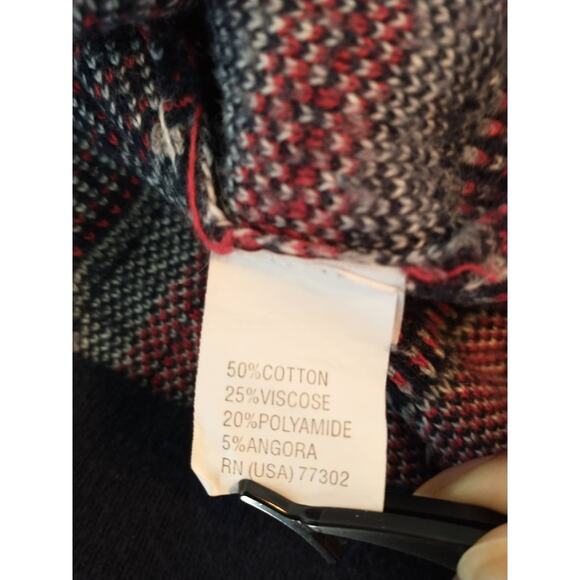 50%COTTON
25%VISCOSE
20%POLYAMIDE
5%ANGORA
RN (USA) 77302